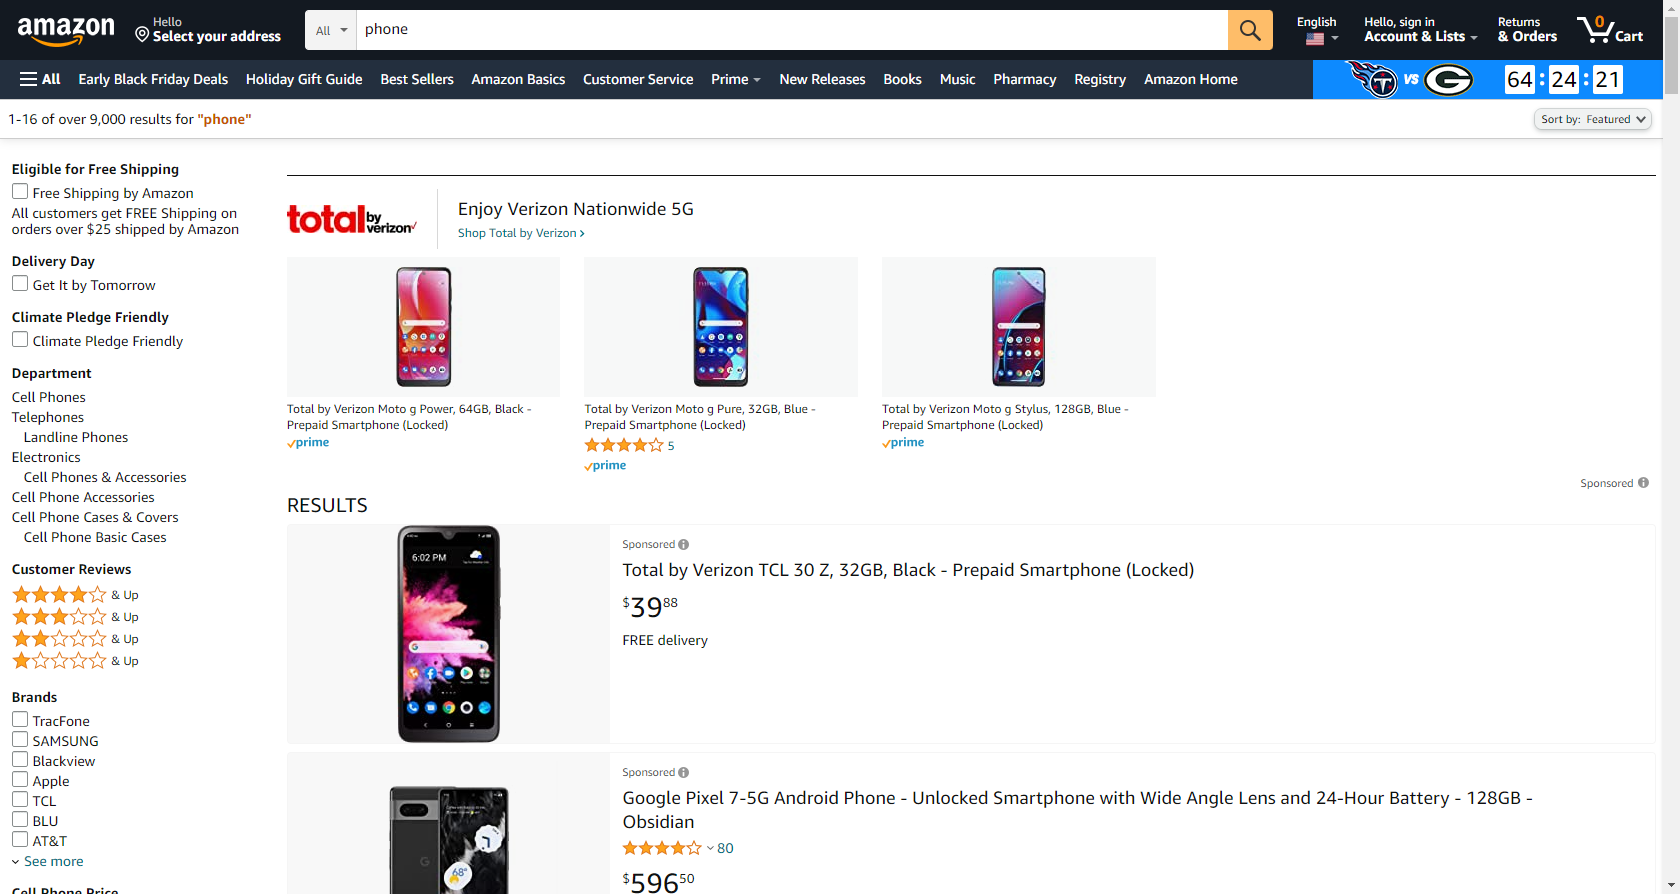 amazon
Hello
Select your address
All
phone
English
Hello, sign in
Account & Lists
Returns
& Orders
0
Cart
All
Early Black Friday Deals
Holiday Gift Guide
Best Sellers
Amazon Basics
Customer Service
Prime
New Releases
Books
Music
Pharmacy
Registry
Amazon Home
VS
G
64 : 24 : 21
1-16 of over 9,000 results for "phone"
Sort by: Featured
Eligible for Free Shipping
Free Shipping by Amazon
All customers get FREE Shipping on
orders over $25 shipped by Amazon
Delivery Day
Get It by Tomorrow
Climate Pledge Friendly
Climate Pledge Friendly
Department
Cell Phones
Telephones
Landline Phones
Electronics
Cell Phones & Accessories
Cell Phone Accessories
Cell Phone Cases & Covers
Cell Phone Basic Cases
Customer Reviews
& Up
& Up
& Up
& Up
Brands
TracFone
SAMSUNG
Blackview
Apple
TCL
BLU
AT&T
See more
Cell Phone Price
total by verizon
Enjoy Verizon Nationwide 5G
Shop Total by Verizon ›
Total by Verizon Moto g Power, 64GB, Black -
Prepaid Smartphone (Locked)
prime
Total by Verizon Moto g Pure, 32GB, Blue -
Prepaid Smartphone (Locked)
5
prime
Total by Verizon Moto g Stylus, 128GB, Blue -
Prepaid Smartphone (Locked)
prime
Sponsored
RESULTS
6:02 PM
Sponsored
Total by Verizon TCL 30 Z, 32GB, Black - Prepaid Smartphone (Locked)
$39 88
FREE delivery
G
68°
Sponsored
Google Pixel 7-5G Android Phone - Unlocked Smartphone with Wide Angle Lens and 24-Hour Battery - 128GB -
Obsidian
80
$596 50